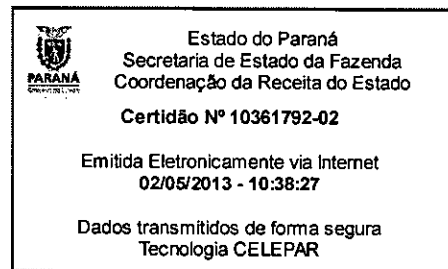 Estado do Paraná
Secretaria de Estado da Fazenda
Coordenação da Receita do Estado
PARANÁ
Certidão Nº 10361792-02
Emitida Eletronicamente via Internet
02/05/2013 - 10:38:27
Dados transmitidos de forma segura
Tecnologia CELEPAR